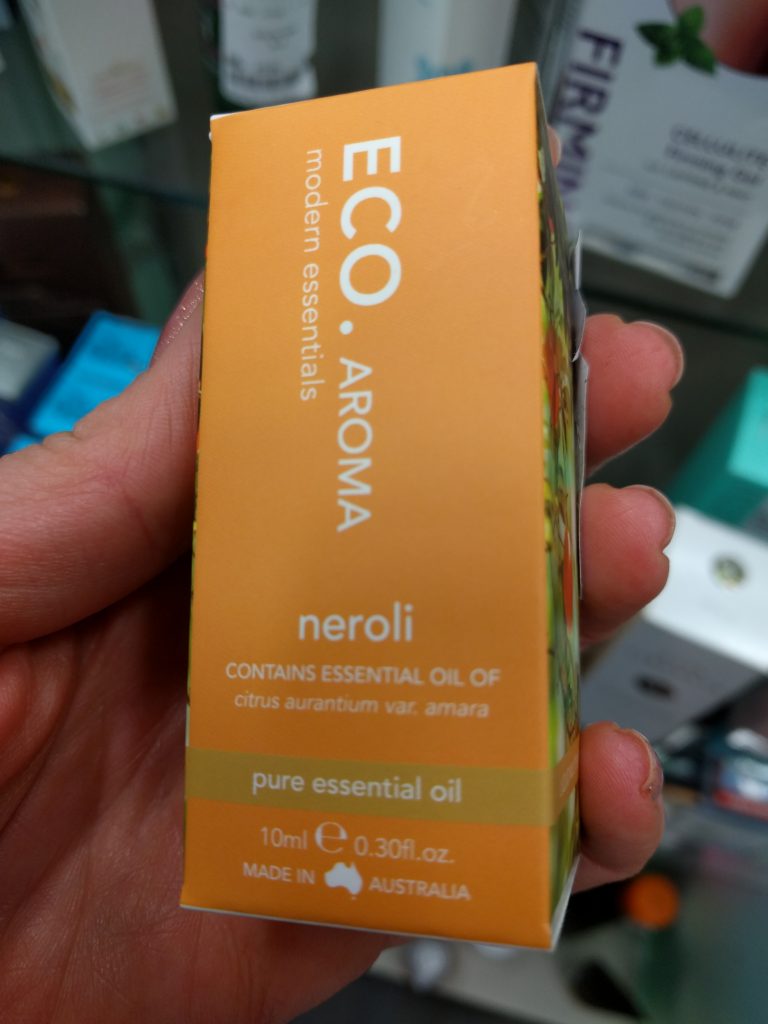 ECO. AROMA
modern essentials
neroli
CONTAINS ESSENTIAL OIL OF
citrus aurantium var. amara
pure essential oil
10ml ℮ 0.30fl.oz.
MADE IN AUSTRALIA
CELLULITE